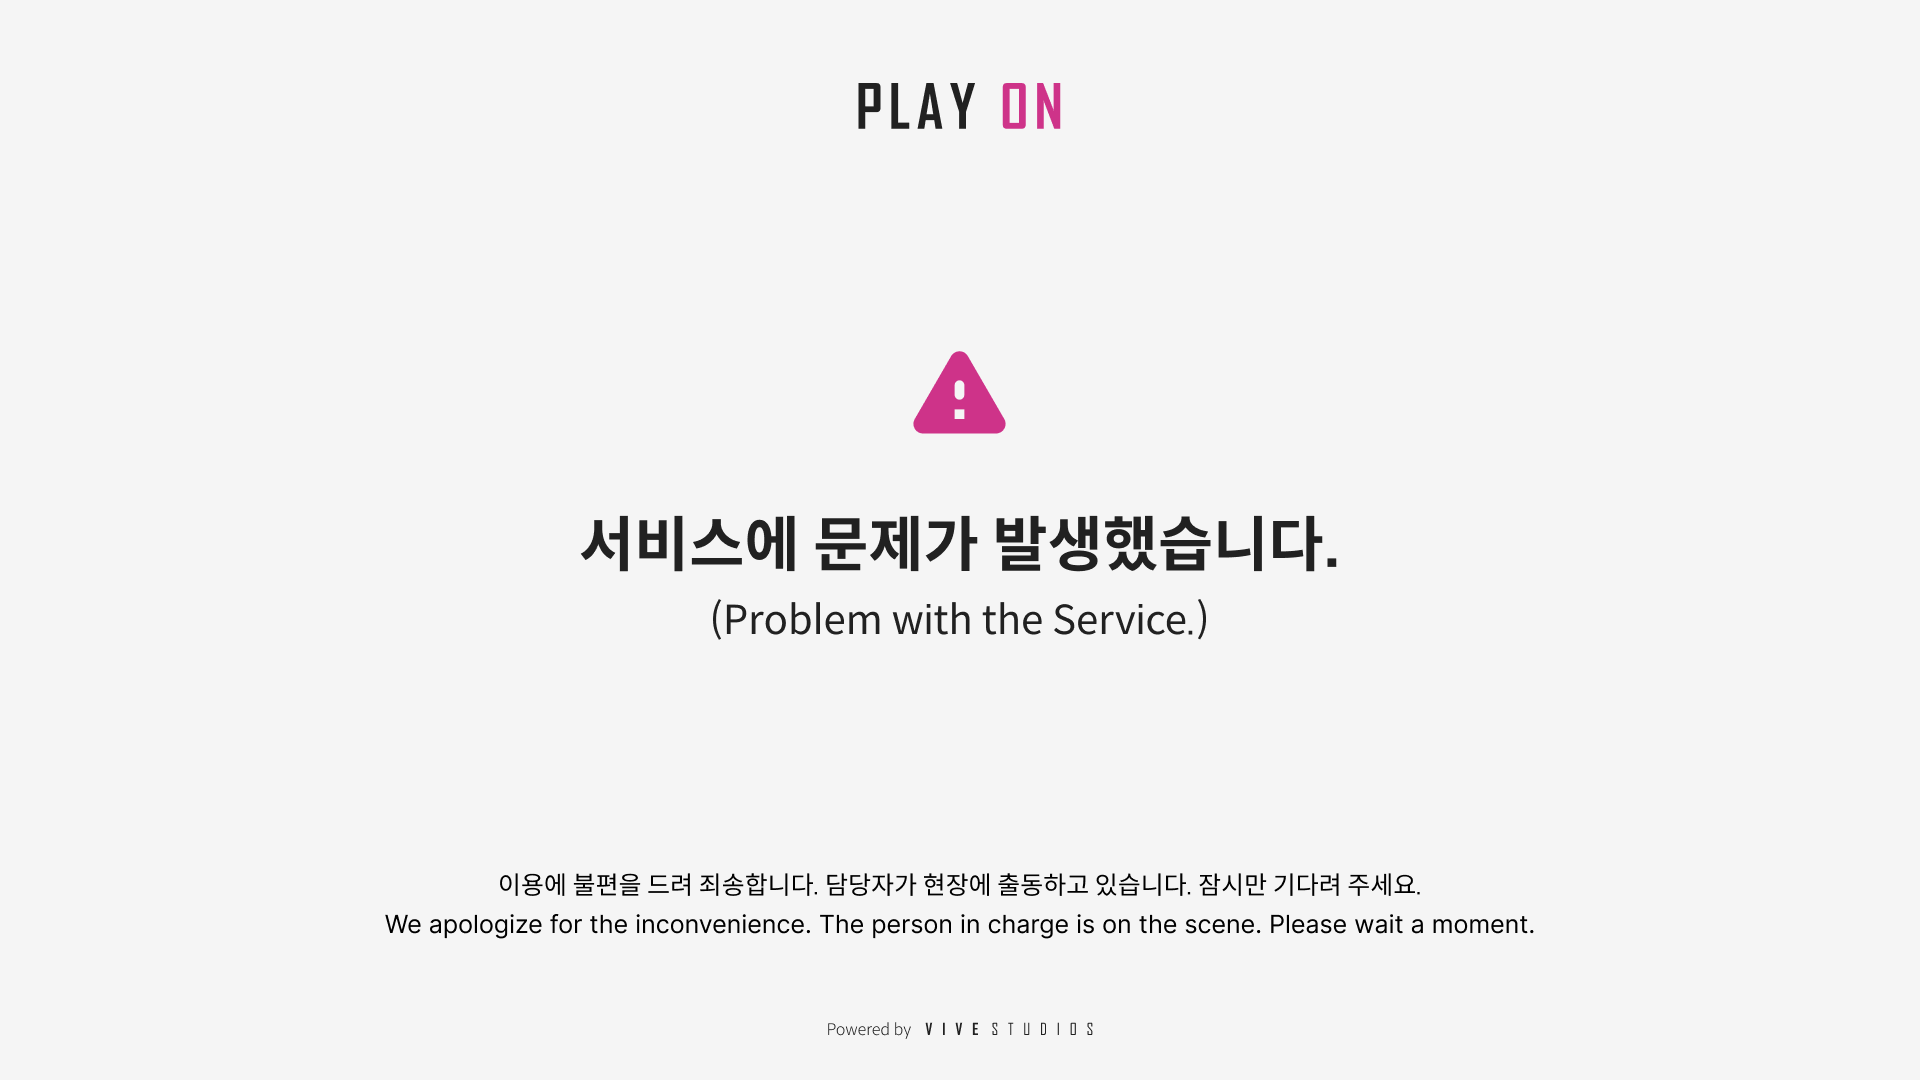 PLAY ON
서비스에 문제가 발생했습니다.
(Problem with the Service.)
이용에 불편을 드려 죄송합니다. 담당자가 현장에 출동하고 있습니다. 잠시만 기다려 주세요.
We apologize for the inconvenience. The person in charge is on the scene. Please wait a moment.
Powered by VIVESTUDIOS